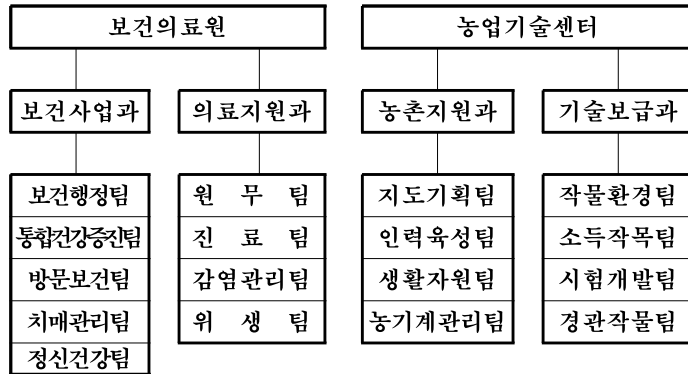 보건의료원 농업기술센터
보건사업과 의료지원과 농촌지원과 기술보급과
보건행정팀 원 무 팀 지도기획팀 작물환경팀
통합건강증진팀 진 료 팀 인력육성팀 소득작목팀
방문보건팀 감염관리팀 생활자원팀 시험개발팀
치매관리팀 위 생 팀 농기계관리팀 경관작물팀
정신건강팀